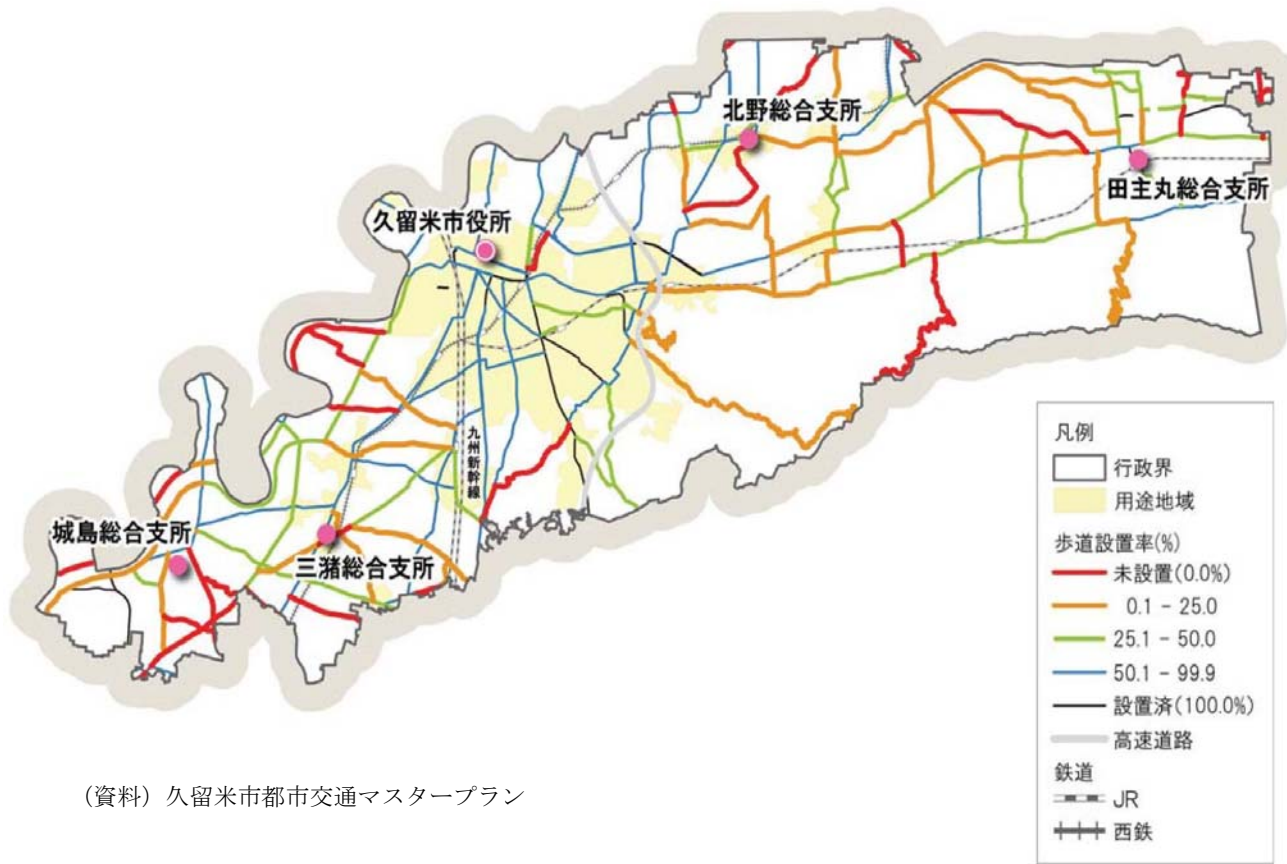 北野総合支所
田主丸総合支所
久留米市役所
九州新幹線
城島総合支所
三潴総合支所
凡例
行政界
用途地域
歩道設置率(%)
未設置(0.0%)
0.1 - 25.0
25.1 - 50.0
50.1 - 99.9
設置済(100.0%)
高速道路
鉄道
JR
西鉄
（資料）久留米市都市交通マスタープラン